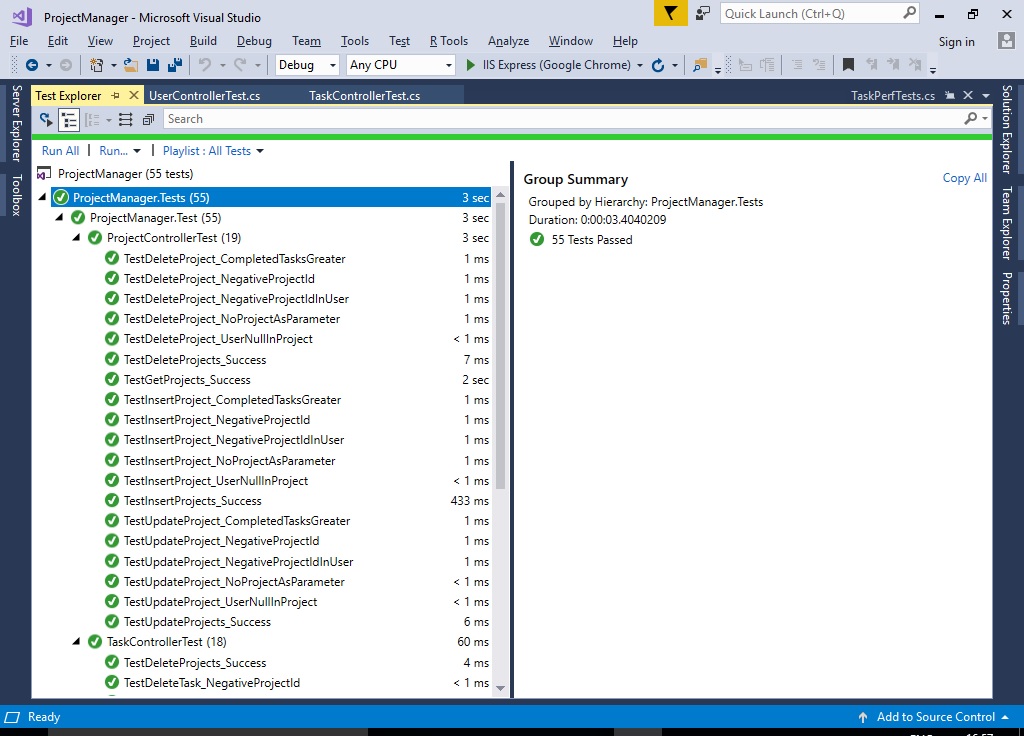 ProjectManager - Microsoft Visual Studio
Quick Launch (Ctrl+Q)
File Edit View Project Build Debug Team Tools Test R Tools Analyze Window Help Sign in
Debug Any CPU IIS Express (Google Chrome)
Server Explorer
Toolbox
Test Explorer UserControllerTest.cs TaskControllerTest.cs TaskPerfTests.cs
Search
Run All Run... Playlist : All Tests
ProjectManager (55 tests)
ProjectManager.Tests (55) 3 sec
ProjectManager.Test (55) 3 sec
ProjectControllerTest (19) 3 sec
TestDeleteProject_CompletedTasksGreater 1 ms
TestDeleteProject_NegativeProjectId 1 ms
TestDeleteProject_NegativeProjectIdInUser 1 ms
TestDeleteProject_NoProjectAsParameter 1 ms
TestDeleteProject_UserNullInProject < 1 ms
TestDeleteProjects_Success 7 ms
TestGetProjects_Success 2 sec
TestInsertProject_CompletedTasksGreater 1 ms
TestInsertProject_NegativeProjectId 1 ms
TestInsertProject_NegativeProjectIdInUser 1 ms
TestInsertProject_NoProjectAsParameter 1 ms
TestInsertProject_UserNullInProject < 1 ms
TestInsertProjects_Success 433 ms
TestUpdateProject_CompletedTasksGreater 1 ms
TestUpdateProject_NegativeProjectId 1 ms
TestUpdateProject_NegativeProjectIdInUser 1 ms
TestUpdateProject_NoProjectAsParameter < 1 ms
TestUpdateProject_UserNullInProject < 1 ms
TestUpdateProjects_Success 6 ms
TaskControllerTest (18) 60 ms
TestDeleteProjects_Success 4 ms
TestDeleteTask_NegativeProjectId < 1 ms
Group Summary Copy All
Grouped by Hierarchy: ProjectManager.Tests
Duration: 0:00:03.4040209
55 Tests Passed
Solution Explorer
Team Explorer
Properties
Ready Add to Source Control